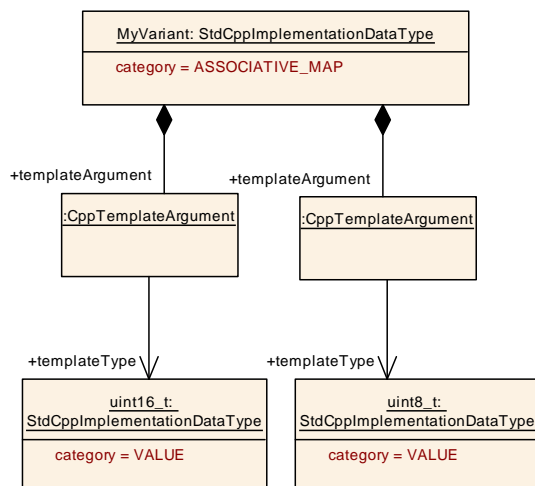 MyVariant: StdCppImplementationDataType
category = ASSOCIATIVE_MAP
+templateArgument
+templateArgument
:CppTemplateArgument
:CppTemplateArgument
+templateType
+templateType
uint16_t:
StdCppImplementationDataType
category = VALUE
uint8_t:
StdCppImplementationDataType
category = VALUE